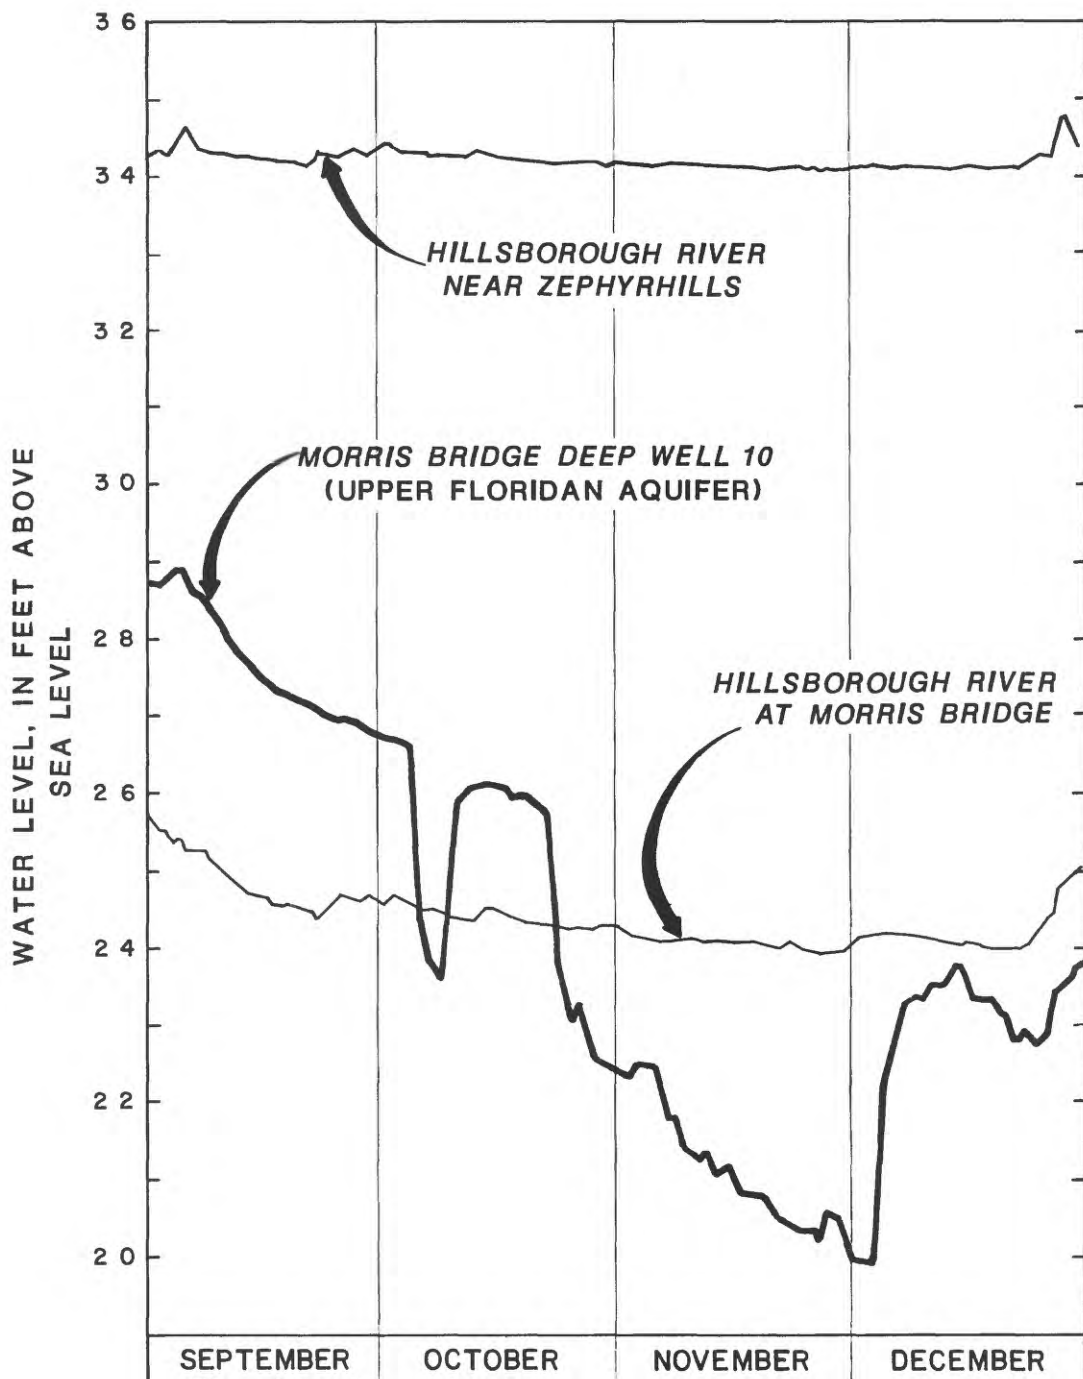 WATER LEVEL, IN FEET ABOVE
SEA LEVEL
36
34
32
30
28
26
24
22
20
HILLSBOROUGH RIVER
NEAR ZEPHYRHILLS
MORRIS BRIDGE DEEP WELL 10
(UPPER FLORIDAN AQUIFER)
HILLSBOROUGH RIVER
AT MORRIS BRIDGE
SEPTEMBER OCTOBER NOVEMBER DECEMBER